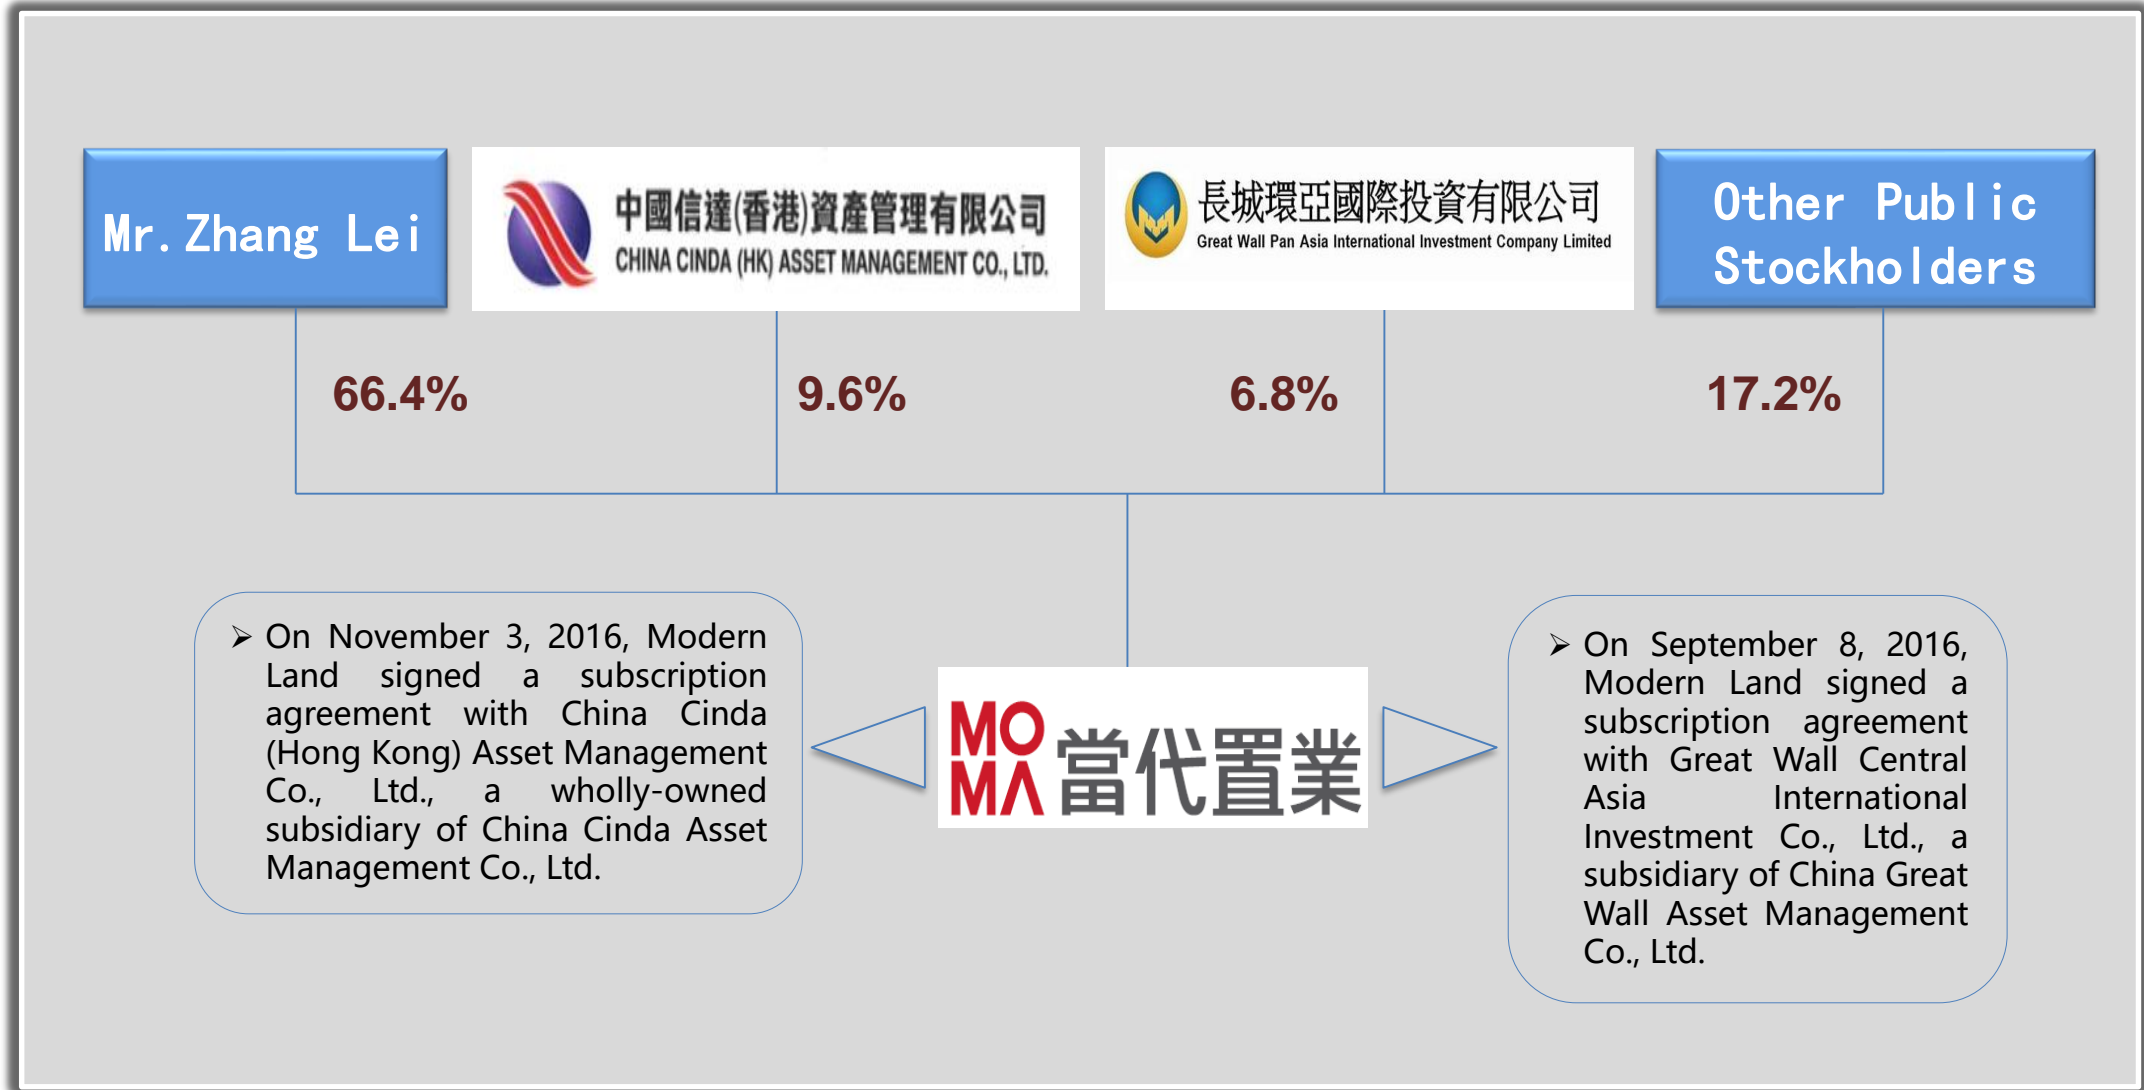 Mr.Zhang Lei
中國信達(香港)資產管理有限公司
CHINA CINDA (HK) ASSET MANAGEMENT CO., LTD.
長城環亞國際投資有限公司
Great Wall Pan Asia International Investment Company Limited
Other Public
Stockholders
66.4%
9.6%
6.8%
17.2%
➢ On November 3, 2016, Modern
Land signed a subscription
agreement with China Cinda
(Hong Kong) Asset Management
Co., Ltd., a wholly-owned
subsidiary of China Cinda Asset
Management Co., Ltd.
MO
MA
當代置業
➢ On September 8, 2016,
Modern Land signed a
subscription agreement
with Great Wall Central
Asia International
Investment Co., Ltd., a
subsidiary of China Great
Wall Asset Management
Co., Ltd.